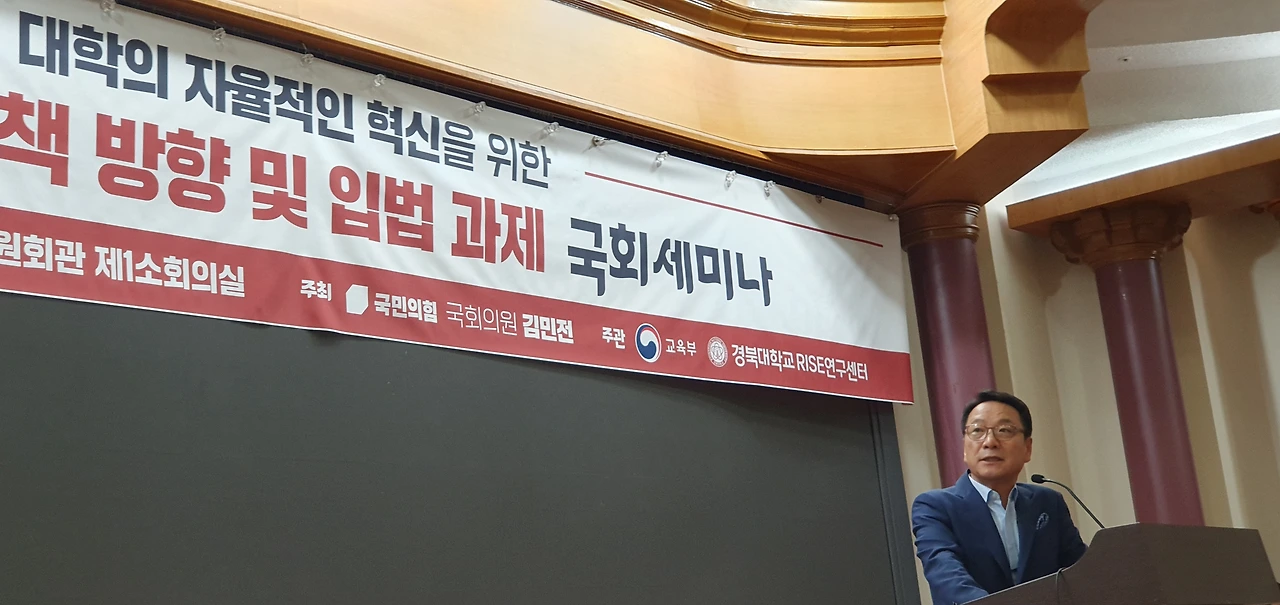 대학의 자율적인 혁신을 위한
책 방향 및 입법 과제 국회세미나
원회관 제1소회의실 주최 국민의힘 국회의원 김민전 주관 교육부 경북대학교 RISE연구센터